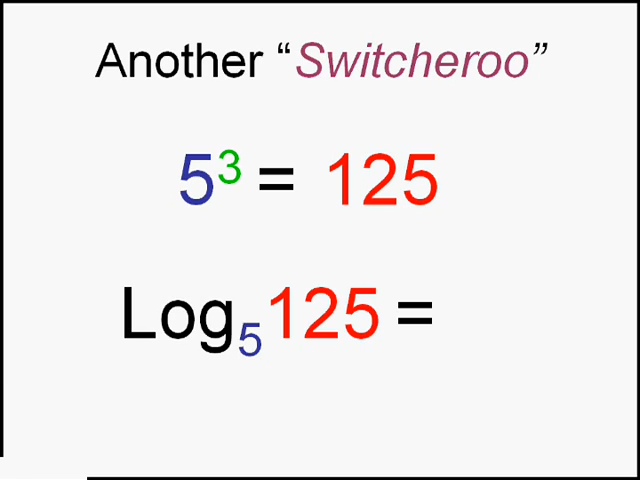 Another “Switcheroo”
5³ = 125
Log₅125 =